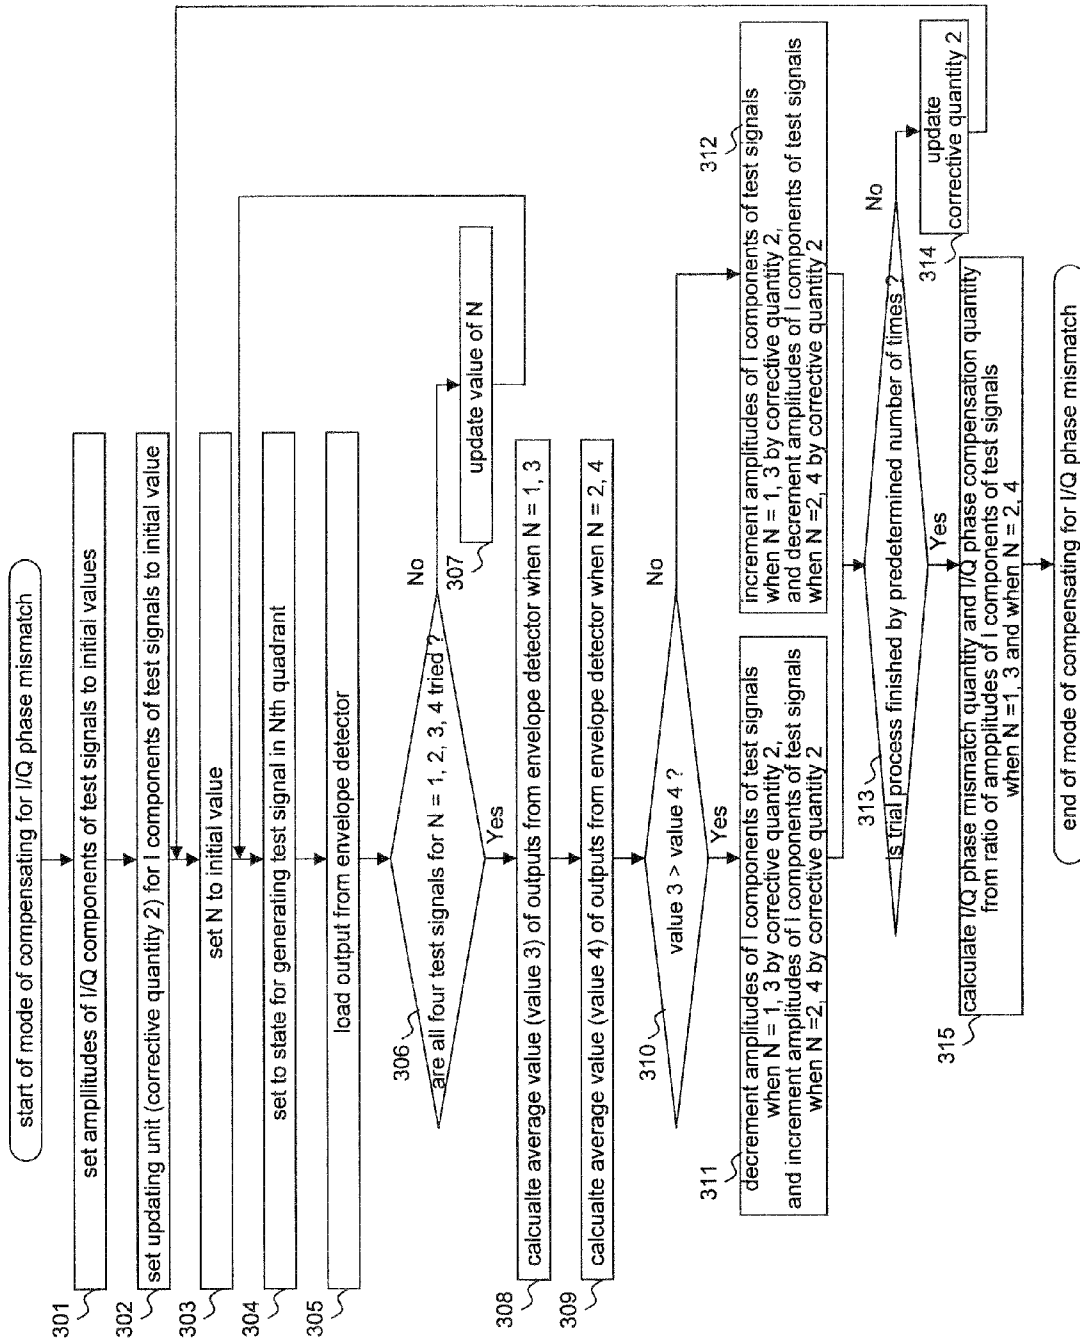 start of mode of compensating for I/Q phase mismatch
301
set ampllitudes of I/Q components of test signals to initial values
302
set updating unit (corrective quantity 2) for I components of test signals to initial value
303
set N to initial value
304
set to state for generating test signal in Nth quadrant
305
load output from envelope detector
306
are all four test signals for N = 1, 2, 3, 4 tried ?
No
307
update value of N
Yes
308
calcualte average value (value 3) of outputs from envelope detector when N = 1, 3
309
calcualte average value (value 4) of outputs from envelope detector when N = 2, 4
310
value 3 > value 4 ?
No
Yes
311
decrement amplitudes of I components of test signals
when N = 1, 3 by corrective quantity 2,
and increment amplitudes of I components of test signals
when N =2, 4 by corrective quantity 2
312
increment amplitudes of I components of test signals
when N = 1, 3 by corrective quantity 2,
and decrement amplitudes of I components of test signals
when N =2, 4 by corrective quantity 2
313
is trial process finished by predetermined number of times ?
No
314
update
corrective quantity 2
Yes
315
calculate I/Q phase mismatch quantity and I/Q phase compensation quantity
from ratio of amplitudes of I components of test signals
when N =1, 3 and when N = 2, 4
end of mode of compensating for I/Q phase mismatch